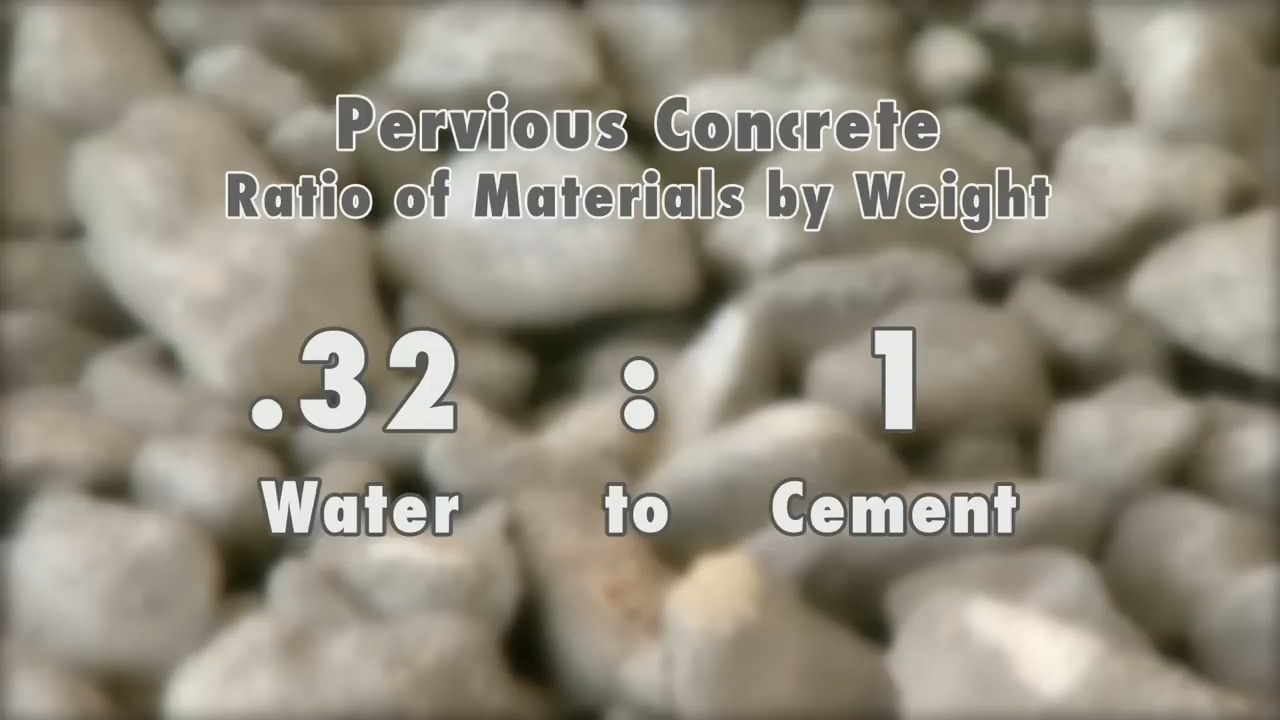 Pervious Concrete
Ratio of Materials by Weight
.32 : 1
Water to Cement